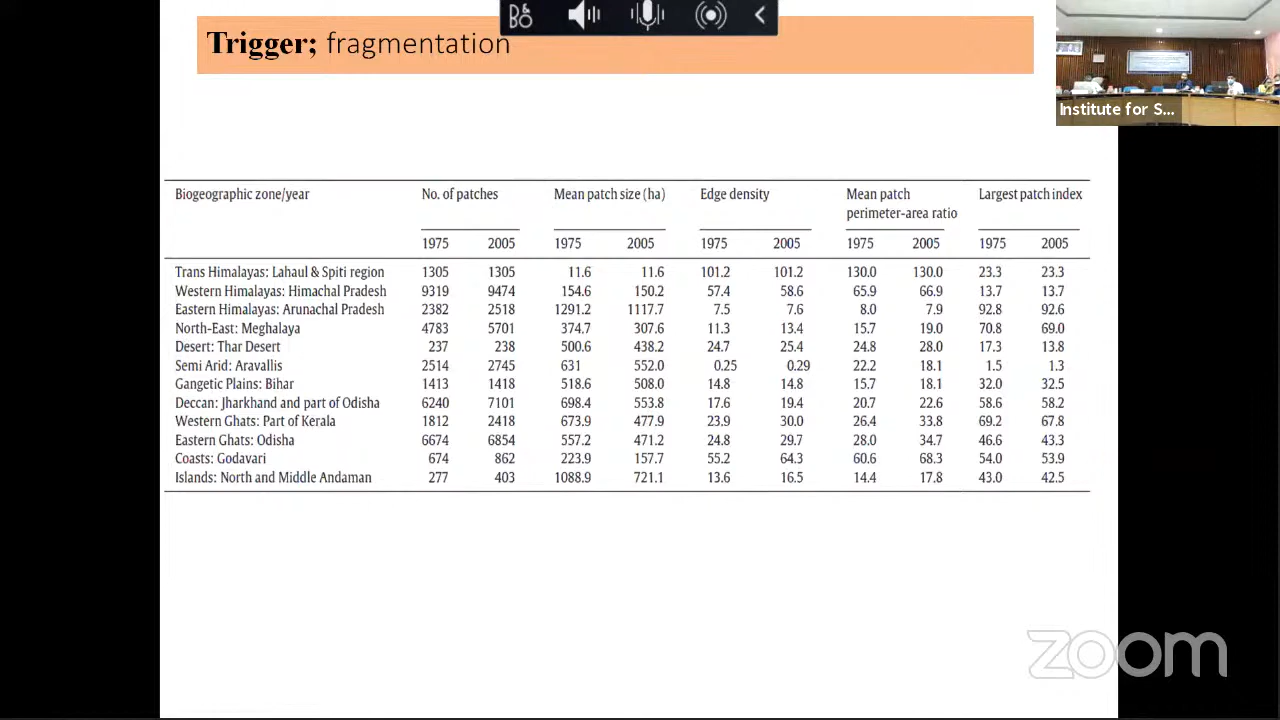 Trigger; fragmentation
Institute for S...
Biogeographic zone/year No. of patches Mean patch size (ha) Edge density Mean patch perimeter-area ratio Largest patch index
1975 2005 1975 2005 1975 2005 1975 2005 1975 2005
Trans Himalayas: Lahaul & Spiti region 1305 1305 11.6 11.6 101.2 101.2 130.0 130.0 23.3 23.3
Western Himalayas: Himachal Pradesh 9319 9474 154.6 150.2 57.4 58.6 65.9 66.9 13.7 13.7
Eastern Himalayas: Arunachal Pradesh 2382 2518 1291.2 1117.7 7.5 7.6 8.0 7.9 92.8 92.6
North-East: Meghalaya 4783 5701 374.7 307.6 11.3 13.4 15.7 19.0 70.8 69.0
Desert: Thar Desert 237 238 500.6 438.2 24.7 25.4 24.8 28.0 17.3 13.8
Semi Arid: Aravallis 2514 2745 631 552.0 0.25 0.29 22.2 18.1 1.5 1.3
Gangetic Plains: Bihar 1413 1418 518.6 508.0 14.8 14.8 15.7 18.1 32.0 32.5
Deccan: Jharkhand and part of Odisha 6240 7101 698.4 553.8 17.6 19.4 20.7 22.6 58.6 58.2
Western Ghats: Part of Kerala 1812 2418 673.9 477.9 23.9 30.0 26.4 33.8 69.2 67.8
Eastern Ghats: Odisha 6674 6854 557.2 471.2 24.8 29.7 28.0 34.7 46.6 43.3
Coasts: Godavari 674 862 223.9 157.7 55.2 64.3 60.6 68.3 54.0 53.9
Islands: North and Middle Andaman 277 403 1088.9 721.1 13.6 16.5 14.4 17.8 43.0 42.5
zoom